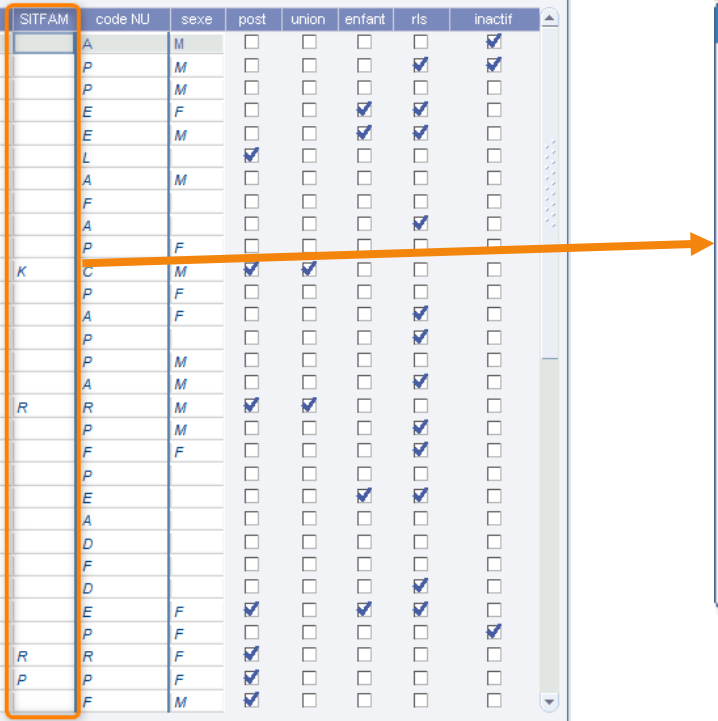 SITFAM code NU sexe post union enfant rls inactif
A M
P M
P M
E F
E M
L
A M
F
A
P F
K C M
P F
A F
P
P M
A M
R R M
P M
F F
P
E
A
D
F
D
E F
P F
R R F
P P F
F M